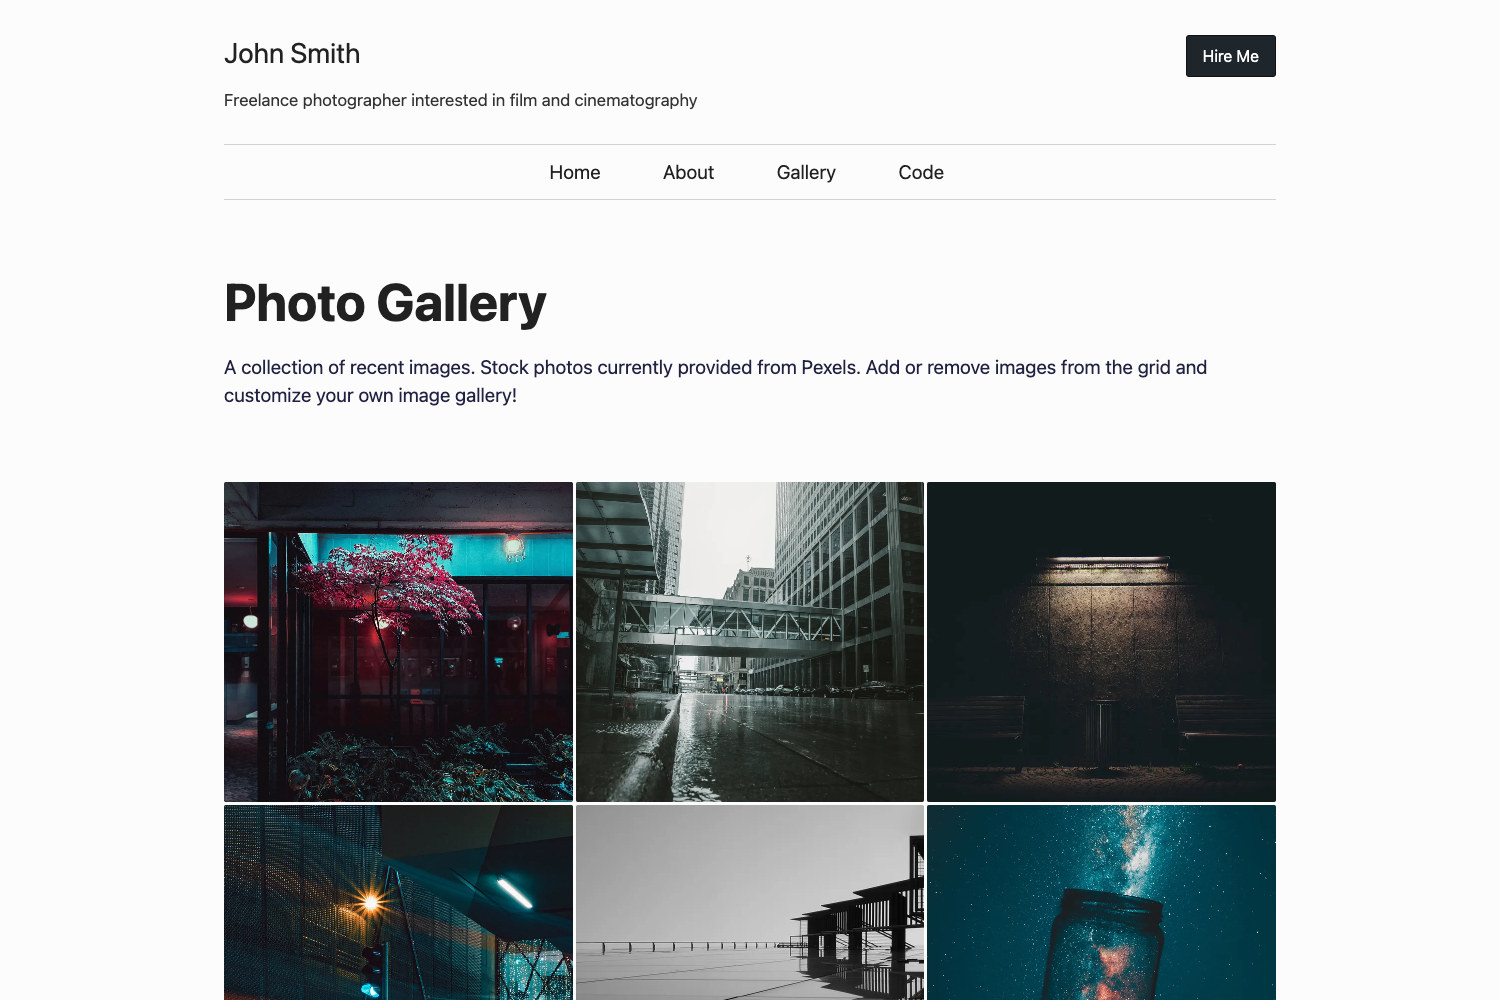 John Smith
Hire Me
Freelance photographer interested in film and cinematography
Home About Gallery Code
Photo Gallery
A collection of recent images. Stock photos currently provided from Pexels. Add or remove images from the grid and
customize your own image gallery!